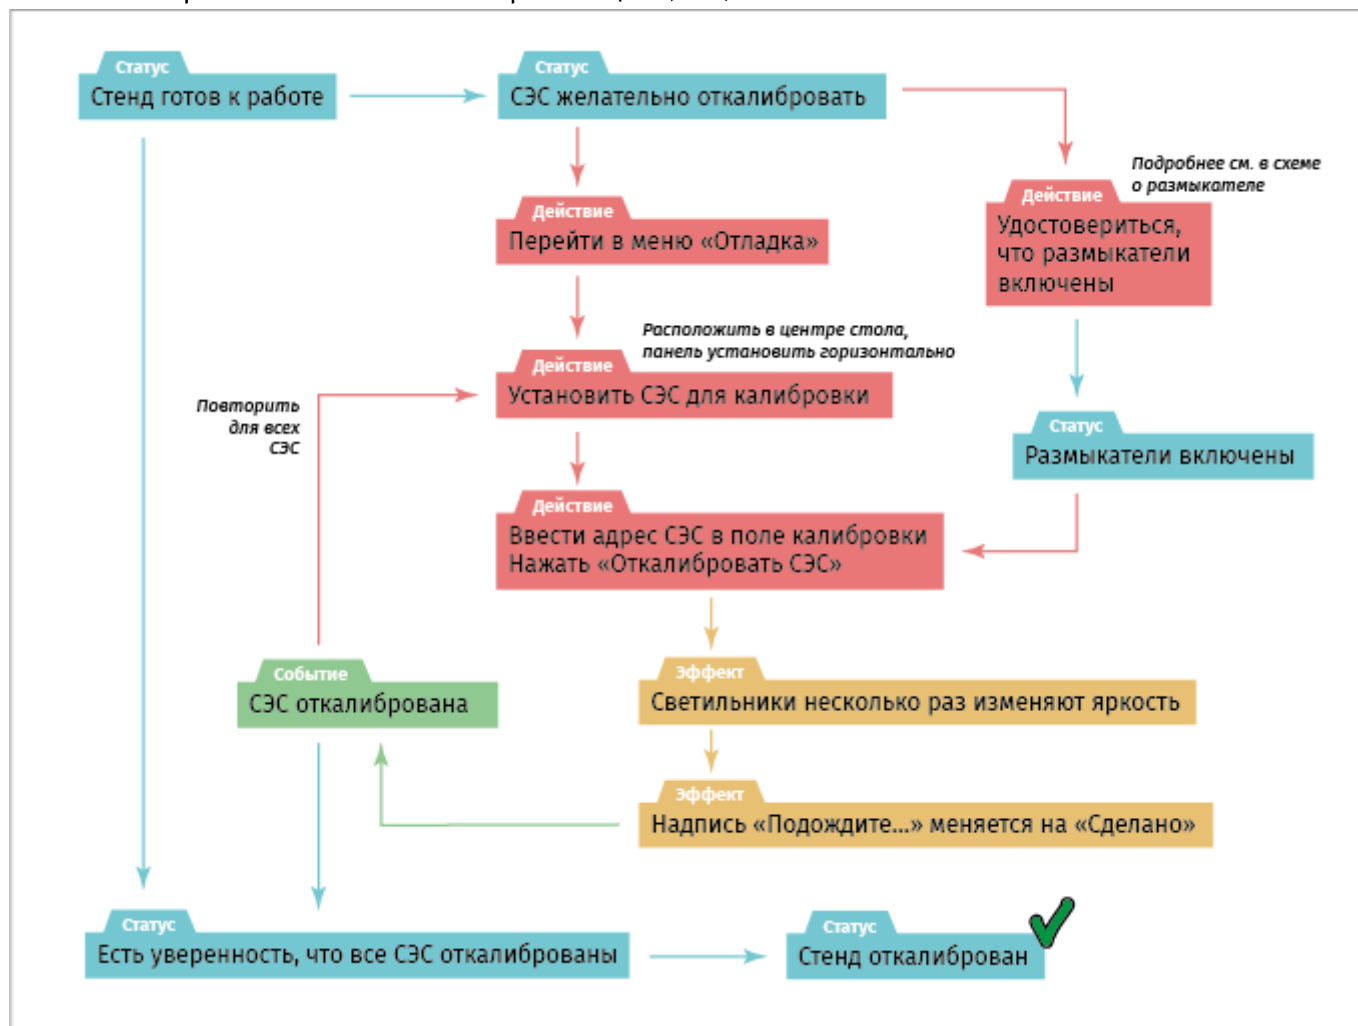 Статус
Стенд готов к работе
Статус
СЭС желательно откалибровать
Подробнее см. в схеме
о размыкателе
Действие
Удостовериться,
что размыкатели
включены
Действие
Перейти в меню «Отладка»
Расположить в центре стола,
панель установить горизонтально
Действие
Установить СЭС для калибровки
Повторить
для всех
СЭС
Статус
Размыкатели включены
Действие
Ввести адрес СЭС в поле калибровки
Нажать «Откалибровать СЭС»
Событие
СЭС откалибрована
Эффект
Светильники несколько раз изменяют яркость
Эффект
Надпись «Подождите...» меняется на «Сделано»
Статус
Есть уверенность, что все СЭС откалиброваны
Статус
Стенд откалиброван